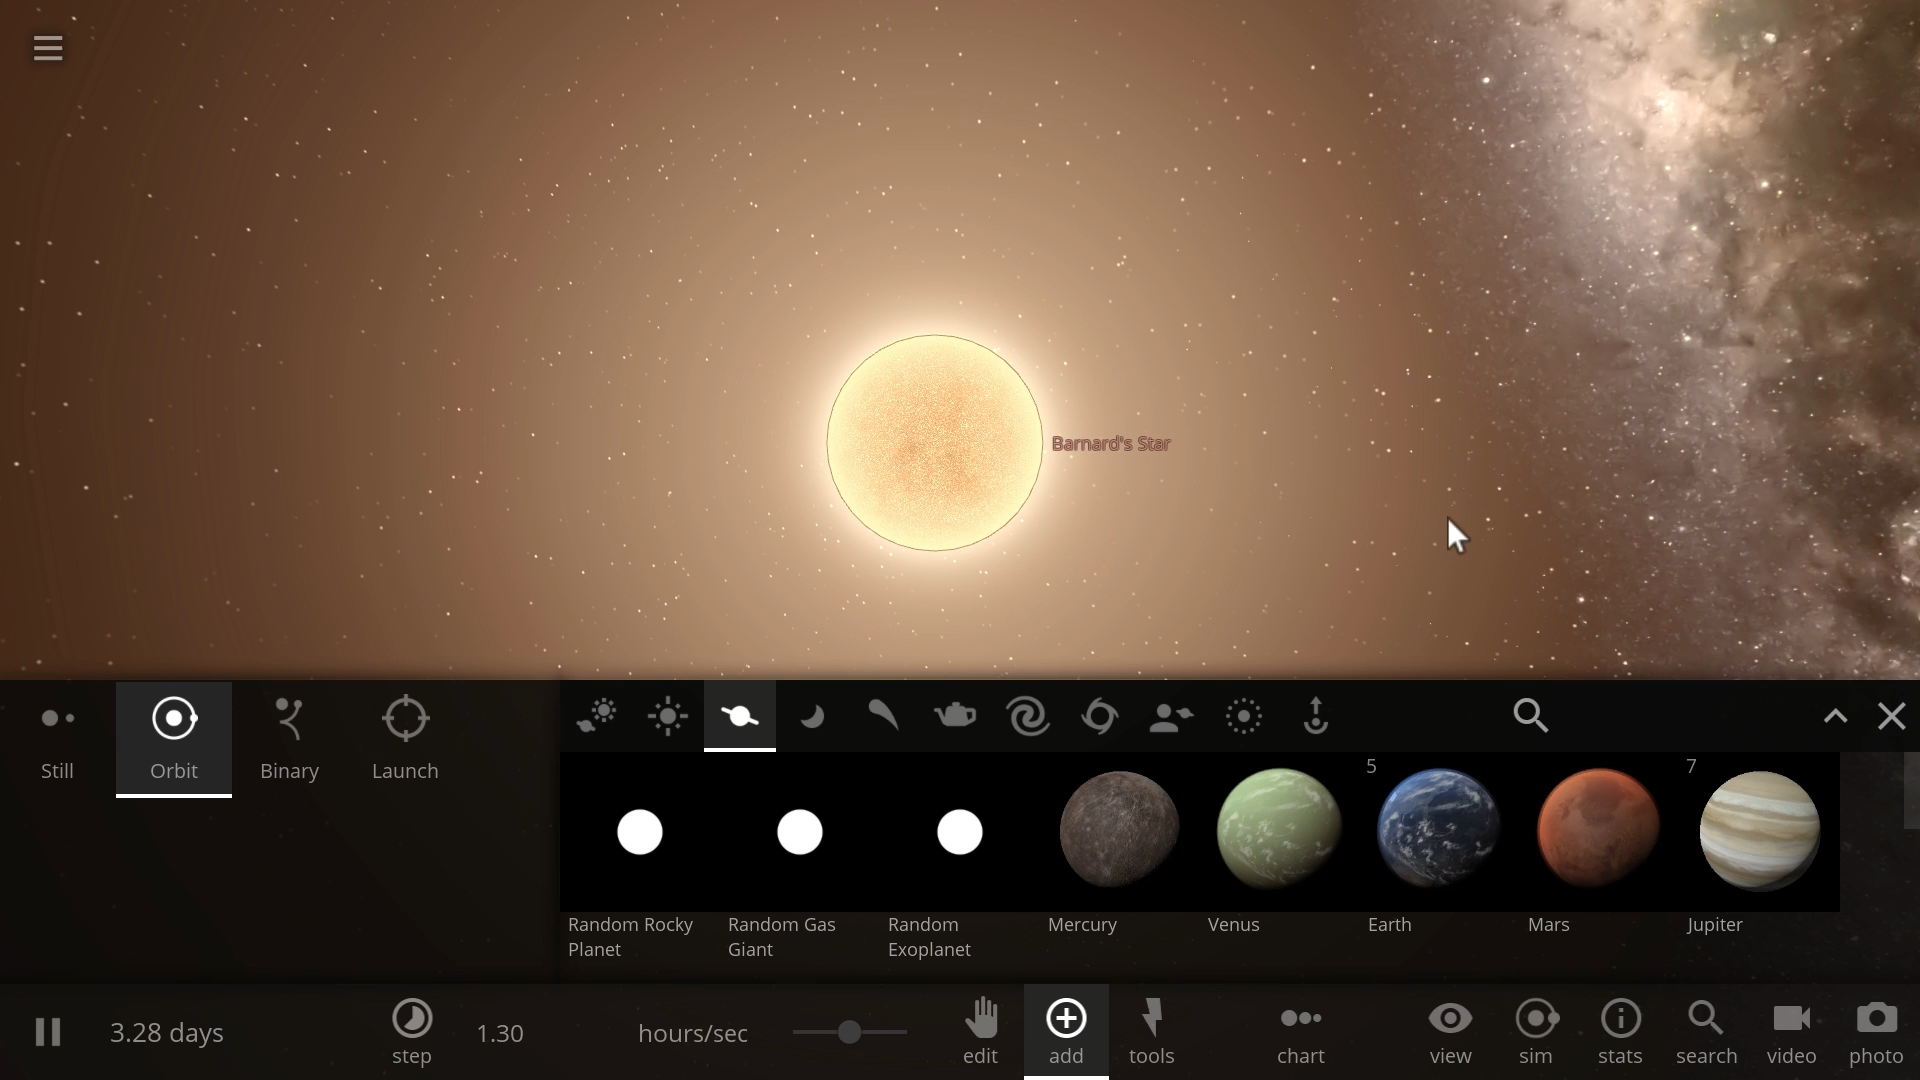 Barnard's Star
Still
Orbit
Binary
Launch
5
7
Random Rocky Planet
Random Gas Giant
Random Exoplanet
Mercury
Venus
Earth
Mars
Jupiter
3.28 days
step
1.30
hours/sec
edit
add
tools
chart
view
sim
stats
search
video
photo